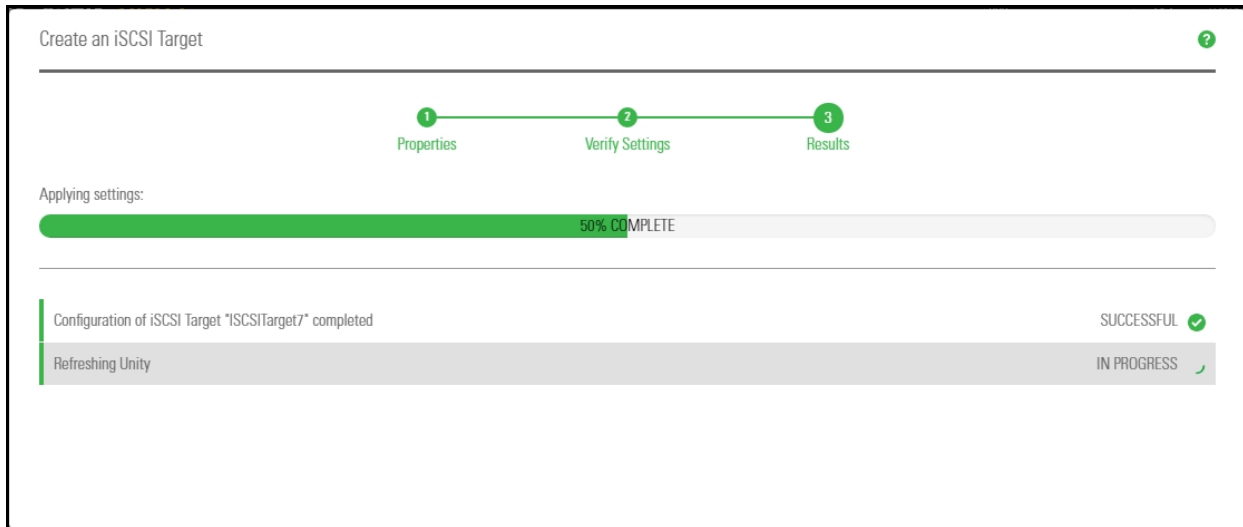 Create an iSCSI Target
?
1 2 3
Properties Verify Settings Results
Applying settings:
50% COMPLETE
Configuration of iSCSI Target "ISCSITarget7" completed SUCCESSFUL
Refreshing Unity IN PROGRESS